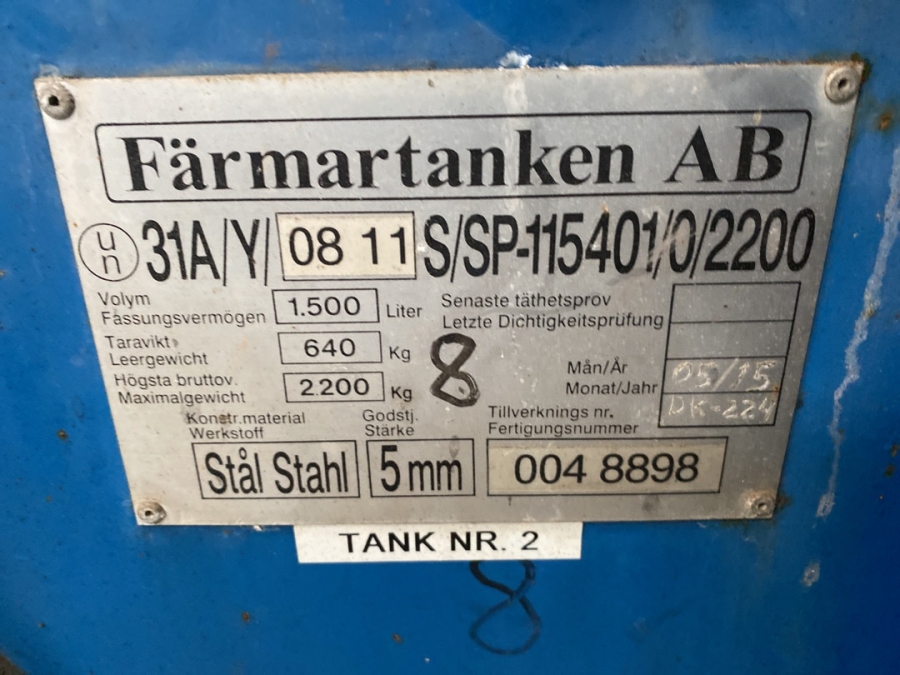 Färmartanken AB
un 31A/Y/ 08 11 S/SP-115401/0/2200
Volym
Fassungsvermögen 1.500 Liter
Senaste täthetsprov
Letzte Dichtigkeitsprüfung
Taravikt
Leergewicht 640 Kg
8
Mån/År
Monat/Jahr 05/15
DK-224
Högsta bruttov.
Maximalgewicht 2.200 Kg
Konstr.material
Werkstoff
Stål Stahl
Godstj.
Stärke
5 mm
Tillverknings nr.
Fertigungsnummer
004 8898
TANK NR. 2
8